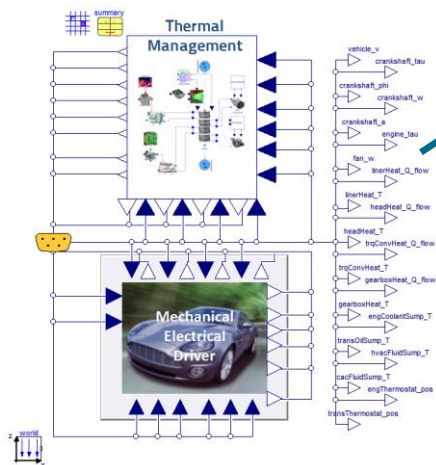 summary
Thermal
Management
vehicle_v
crankshaft_tau
crankshaft_phi
crankshaft_w
crankshaft_a
engine_tau
fan_w
linerHeat_Q_flow
linerHeat_T
headHeat_Q_flow
headHeat_T
trqConvHeat_Q_flow
trqConvHeat_T
gearboxHeat_Q_flow
gearboxHeat_T
engCoolantSump_T
transOilSump_T
hvacFluidSump_T
cacFluidSump_T
engThermostat_pos
transThermostat_pos
Mechanical
Electrical
Driver
world
z
x